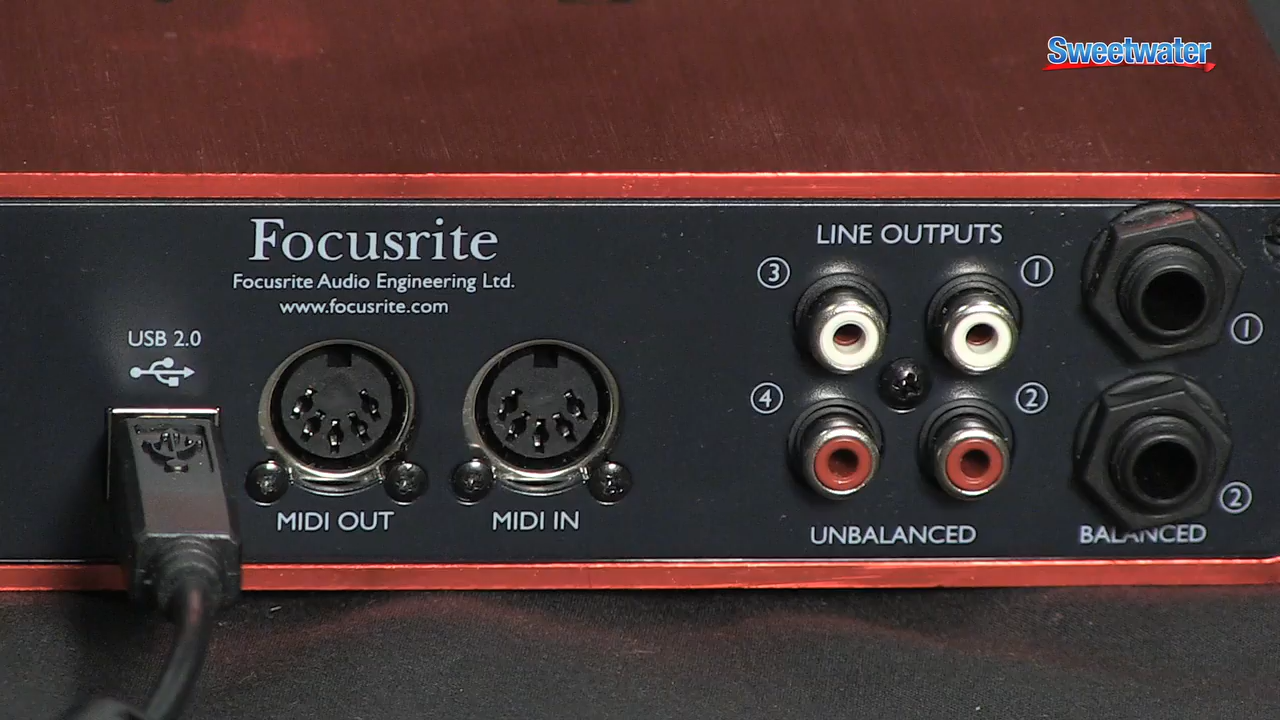 Sweetwater
Focusrite
Focusrite Audio Engineering Ltd.
www.focusrite.com
USB 2.0
MIDI OUT
MIDI IN
LINE OUTPUTS
3
1
4
2
UNBALANCED
1
2
BALANCED